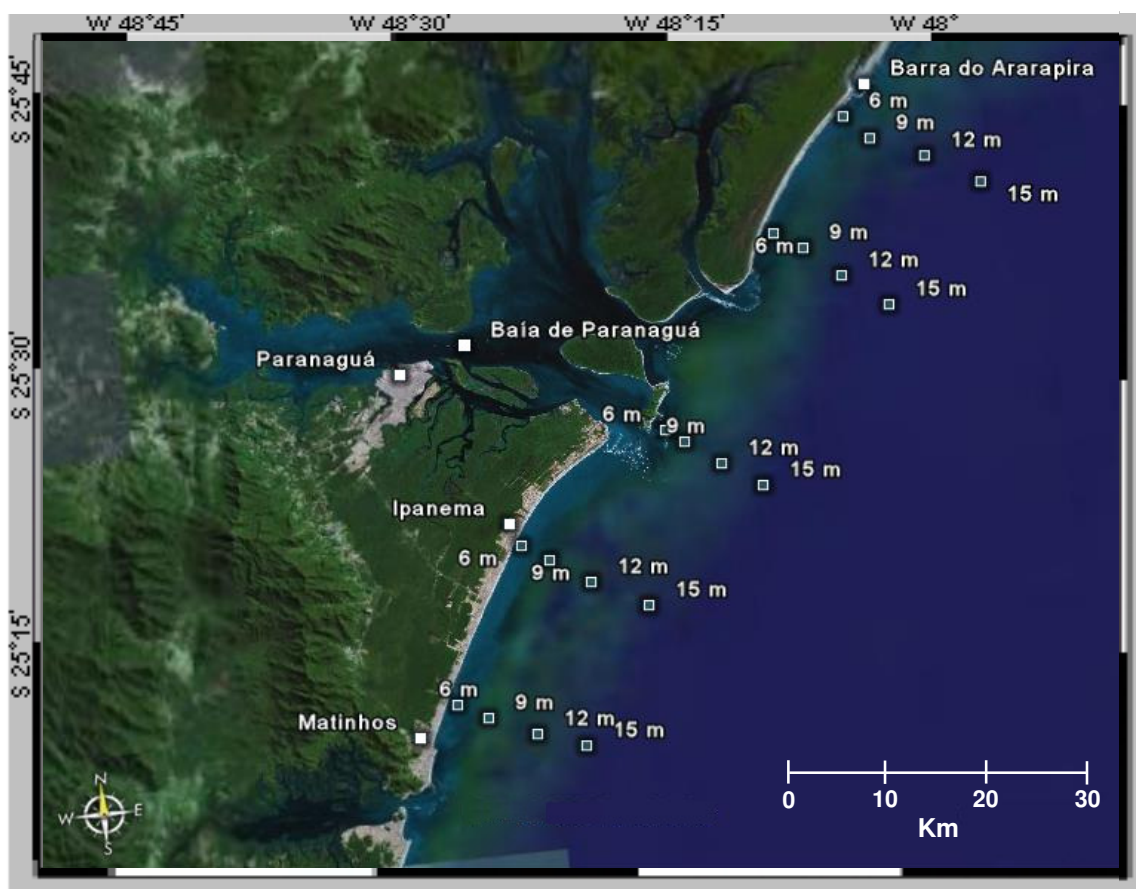 W 48°45'
W 48°30'
W 48°15'
W 48°
S 25°45'
S 25°30'
S 25°15'
Barra do Ararapira
6 m
9 m
12 m
15 m
6 m
9 m
12 m
15 m
Baía de Paranaguá
Paranaguá
6 m
9 m
12 m
15 m
Ipanema
6 m
9 m
12 m
15 m
Matinhos
6 m
9 m
12 m
15 m
N
W
E
S
0 10 20 30
Km